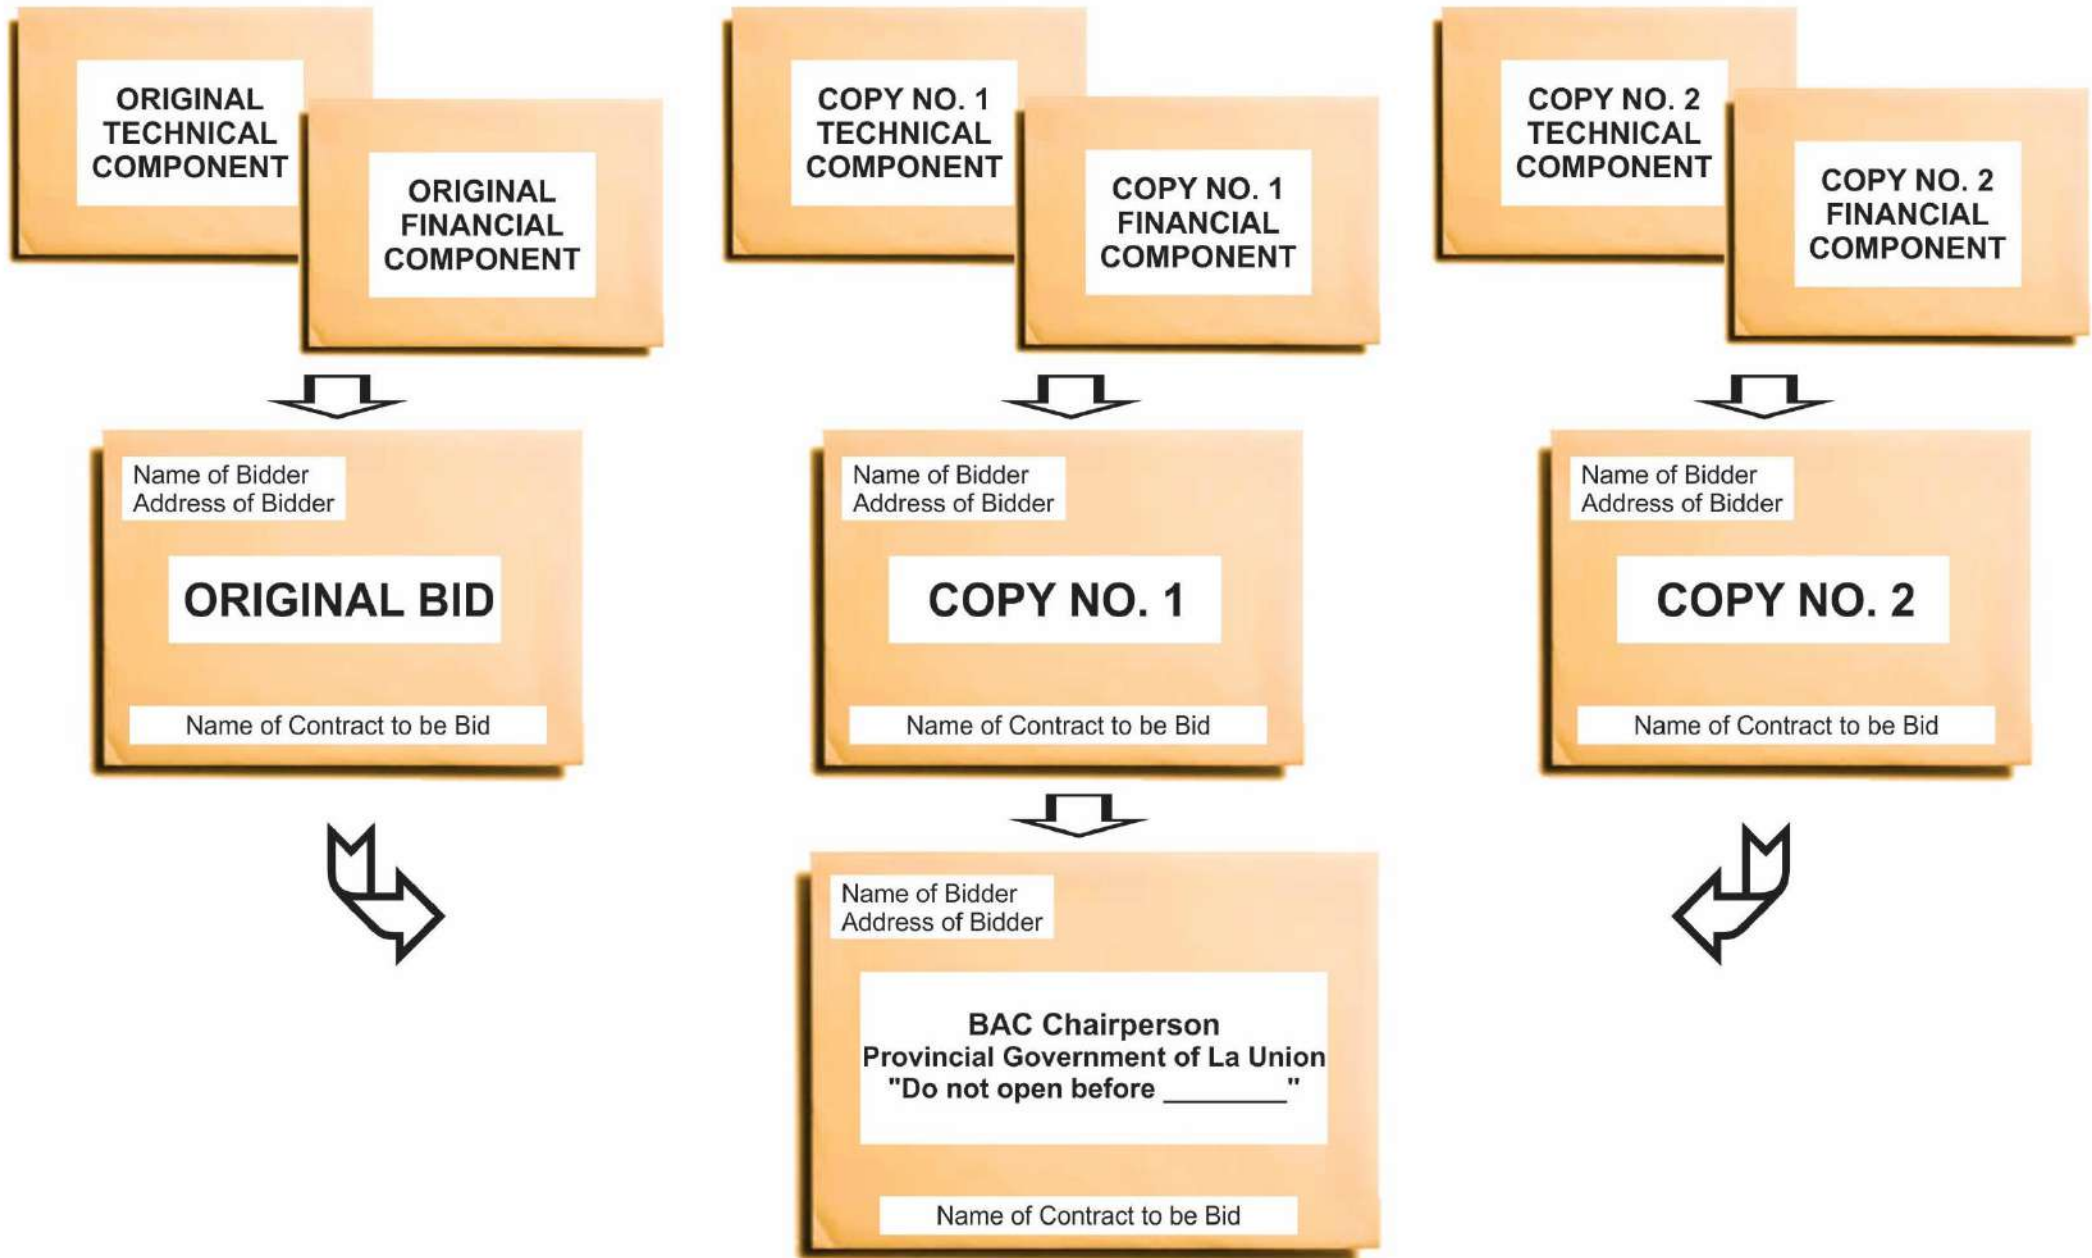 ORIGINAL
TECHNICAL
COMPONENT
ORIGINAL
FINANCIAL
COMPONENT
COPY NO. 1
TECHNICAL
COMPONENT
COPY NO. 1
FINANCIAL
COMPONENT
COPY NO. 2
TECHNICAL
COMPONENT
COPY NO. 2
FINANCIAL
COMPONENT
Name of Bidder
Address of Bidder
ORIGINAL BID
Name of Contract to be Bid
Name of Bidder
Address of Bidder
COPY NO. 1
Name of Contract to be Bid
Name of Bidder
Address of Bidder
COPY NO. 2
Name of Contract to be Bid
Name of Bidder
Address of Bidder
BAC Chairperson
Provincial Government of La Union
"Do not open before ________"
Name of Contract to be Bid